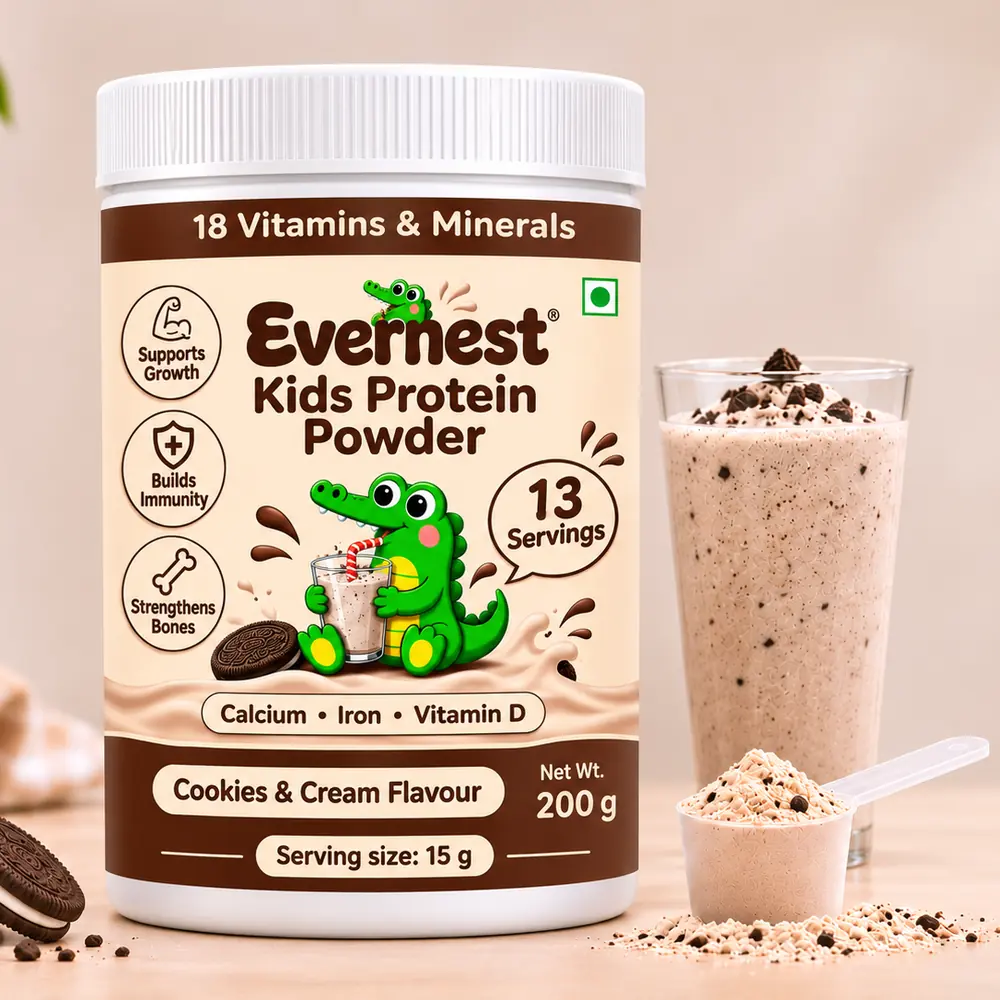 18 Vitamins & Minerals
Evernest®
Kids Protein
Powder
Supports
Growth
Builds
Immunity
Strengthens
Bones
13
Servings
Calcium • Iron • Vitamin D
Cookies & Cream Flavour
Net Wt.
200 g
Serving size: 15 g